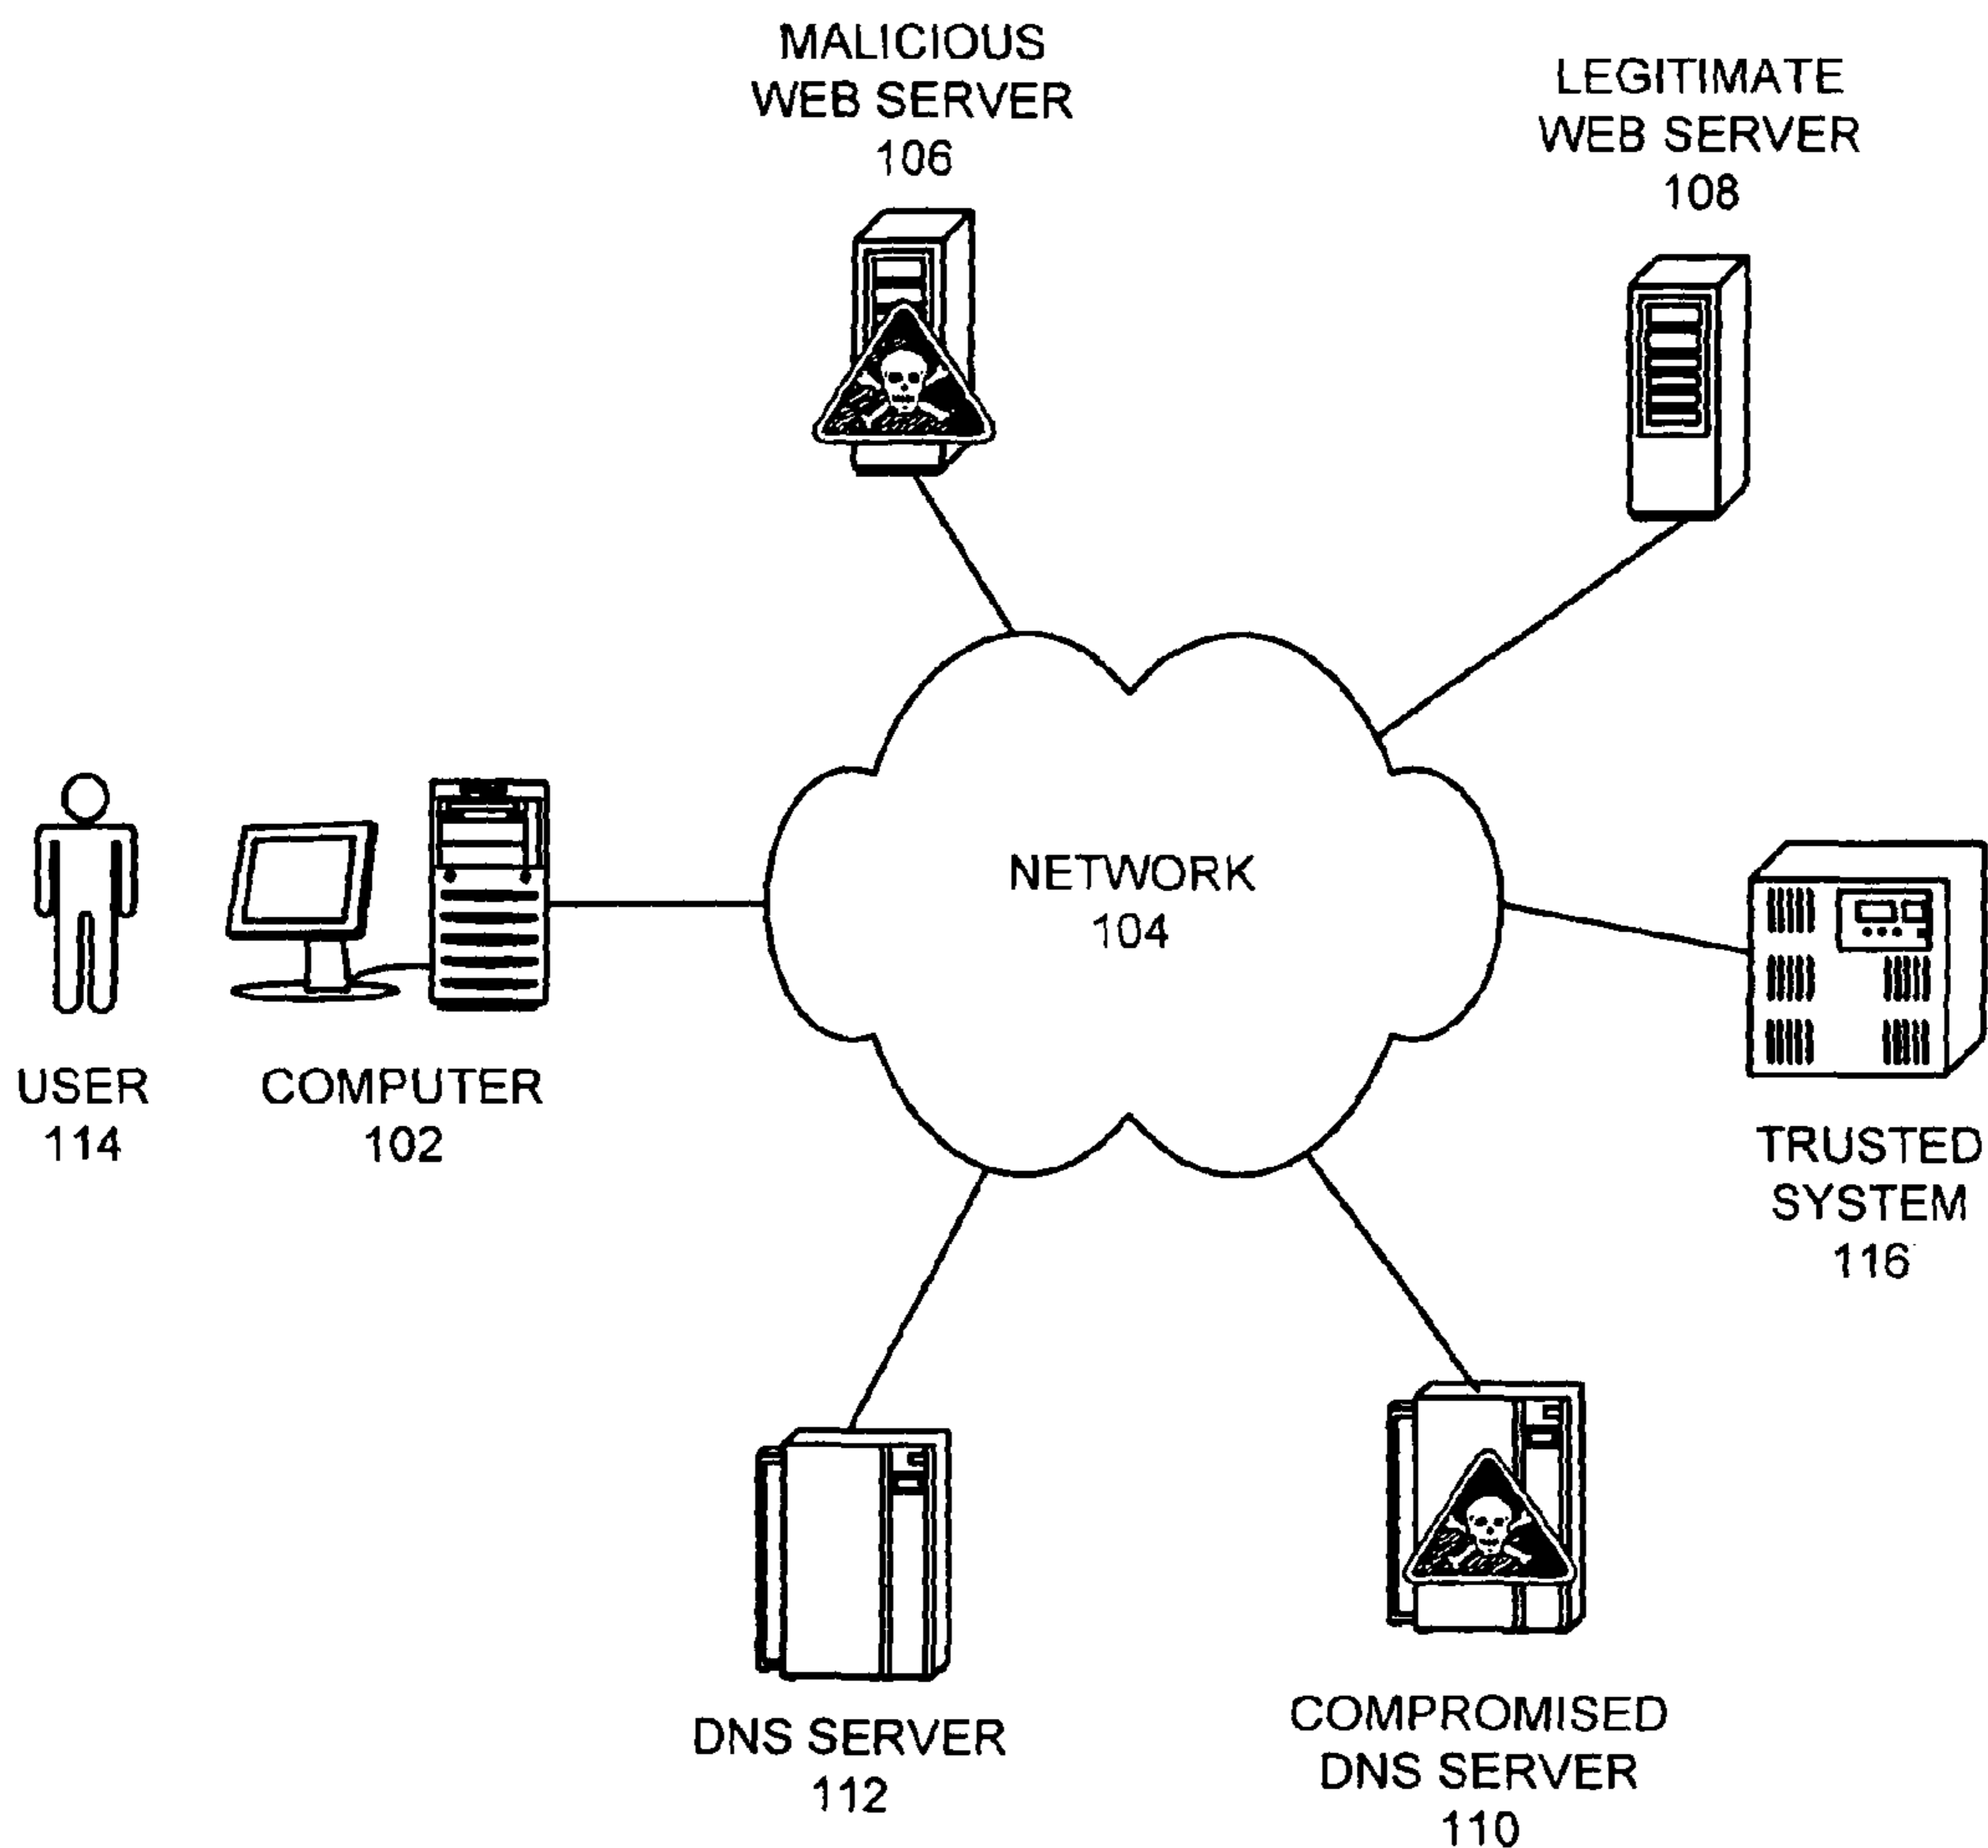 MALICIOUS
WEB SERVER
106
LEGITIMATE
WEB SERVER
108
NETWORK
104
USER
114
COMPUTER
102
TRUSTED
SYSTEM
116
DNS SERVER
112
COMPROMISED
DNS SERVER
110